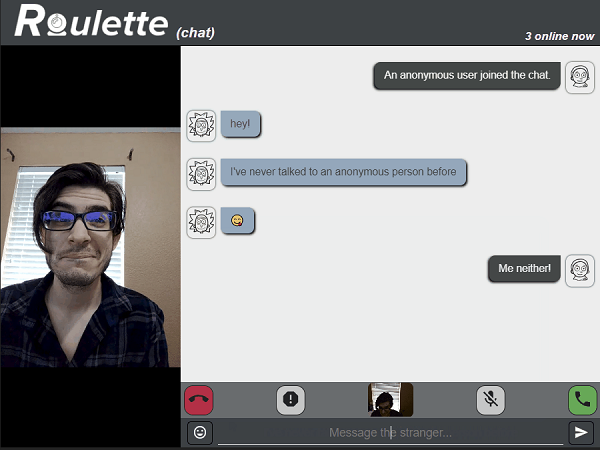 Roulette (chat)
3 online now
An anonymous user joined the chat.
hey!
I've never talked to an anonymous person before
Me neither!
Message the stranger...